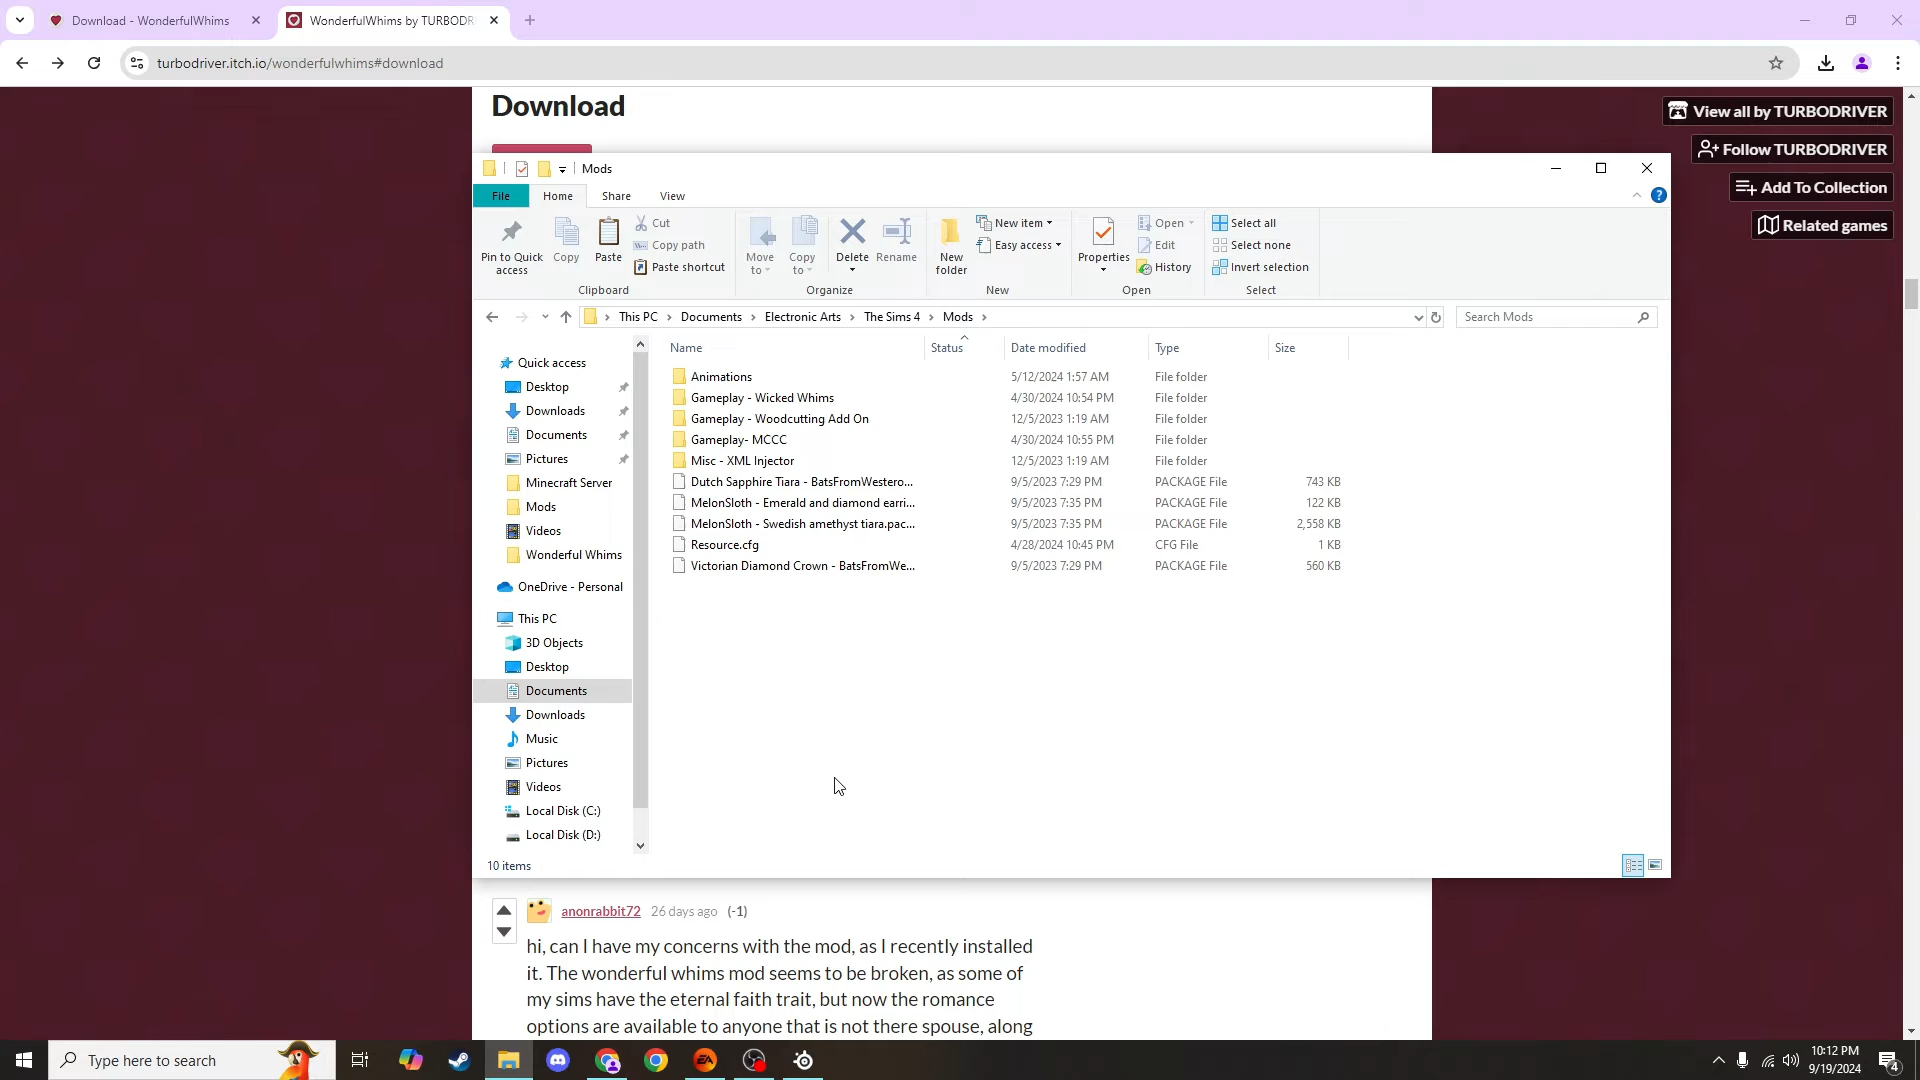 Download - WonderfulWhims
WonderfulWhims by TURBODR
turbodriver.itch.io/wonderfulwhims#download
Download
View all by TURBODRIVER
Follow TURBODRIVER
Add To Collection
Related games
Mods
File Home Share View
Pin to Quick access
Copy
Paste
Cut
Copy path
Paste shortcut
Clipboard
Move to
Copy to
Delete
Rename
Organize
New folder
New item
Easy access
New
Properties
Open
Edit
History
Open
Select all
Select none
Invert selection
Select
This PC > Documents > Electronic Arts > The Sims 4 > Mods >
Search Mods
Quick access
Desktop
Downloads
Documents
Pictures
Minecraft Server
Mods
Videos
Wonderful Whims
OneDrive - Personal
This PC
3D Objects
Desktop
Documents
Downloads
Music
Pictures
Videos
Local Disk (C:)
Local Disk (D:)
Name Status Date modified Type Size
Animations 5/12/2024 1:57 AM File folder
Gameplay - Wicked Whims 4/30/2024 10:54 PM File folder
Gameplay - Woodcutting Add On 12/5/2023 1:19 AM File folder
Gameplay- MCCC 4/30/2024 10:55 PM File folder
Misc - XML Injector 12/5/2023 1:19 AM File folder
Dutch Sapphire Tiara - BatsFromWestero... 9/5/2023 7:29 PM PACKAGE File 743 KB
MelonSloth - Emerald and diamond earri... 9/5/2023 7:35 PM PACKAGE File 122 KB
MelonSloth - Swedish amethyst tiara.pac... 9/5/2023 7:35 PM PACKAGE File 2,558 KB
Resource.cfg 4/28/2024 10:45 PM CFG File 1 KB
Victorian Diamond Crown - BatsFromWe... 9/5/2023 7:29 PM PACKAGE File 560 KB
10 items
anonrabbit72 26 days ago (-1)
hi, can I have my concerns with the mod, as I recently installed
it. The wonderful whims mod seems to be broken, as some of
my sims have the eternal faith trait, but now the romance
options are available to anyone that is not there spouse, along
Type here to search
EA
10:12 PM
9/19/2024
4